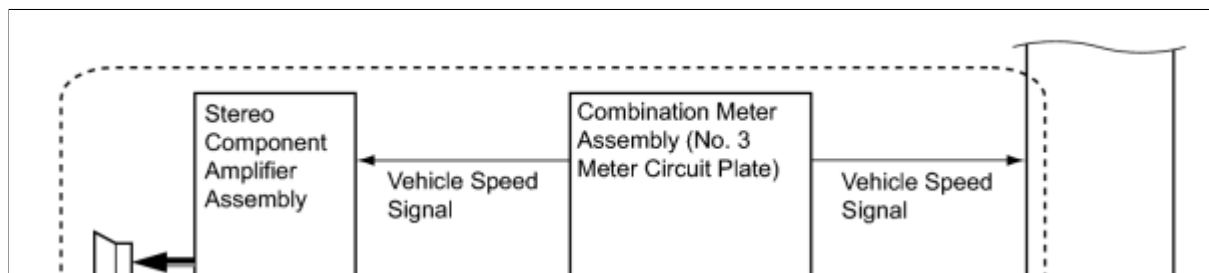 Stereo
Component
Amplifier
Assembly
Vehicle Speed
Signal
Combination Meter
Assembly (No. 3
Meter Circuit Plate)
Vehicle Speed
Signal